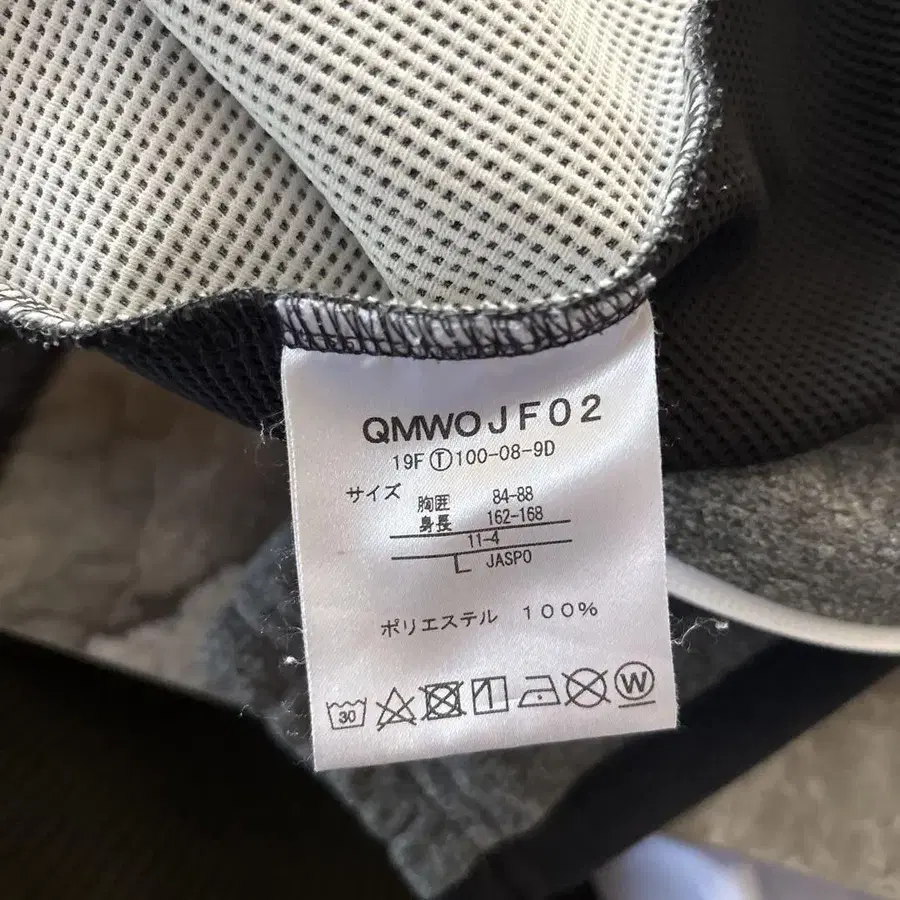 QMWOJF02
19F Ⓣ100-08-9D
サイズ 胸囲 84-88
身長 162-168
11-4
L JASPO
ポリエステル 100%
30 W